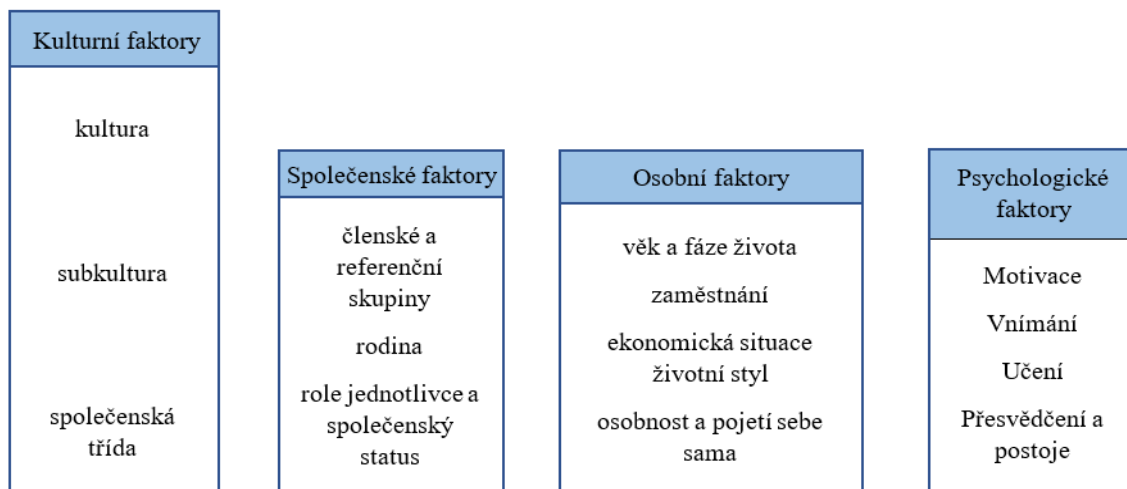 Kulturní faktory
kultura
subkultura
společenská
třída
Společenské faktory
členské a
referenční
skupiny
rodina
role jednotlivce a
společenský
status
Osobní faktory
věk a fáze života
zaměstnání
ekonomická situace
životní styl
osobnost a pojetí sebe
sama
Psychologické
faktory
Motivace
Vnímání
Učení
Přesvědčení a
postoje